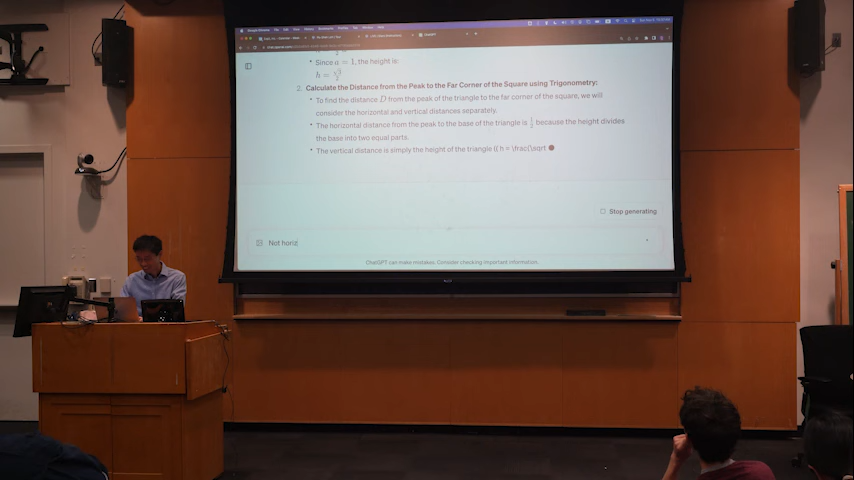 • Since a = 1, the height is:
h = √3/2
2. Calculate the Distance from the Peak to the Far Corner of the Square using Trigonometry:
• To find the distance D from the peak of the triangle to the far corner of the square, we will
consider the horizontal and vertical distances separately.
• The horizontal distance from the peak to the base of the triangle is 1/2 because the height divides
the base into two equal parts.
• The vertical distance is simply the height of the triangle \( h = \frac{\sqrt
Stop generating
Not horiz
ChatGPT can make mistakes. Consider checking important information.